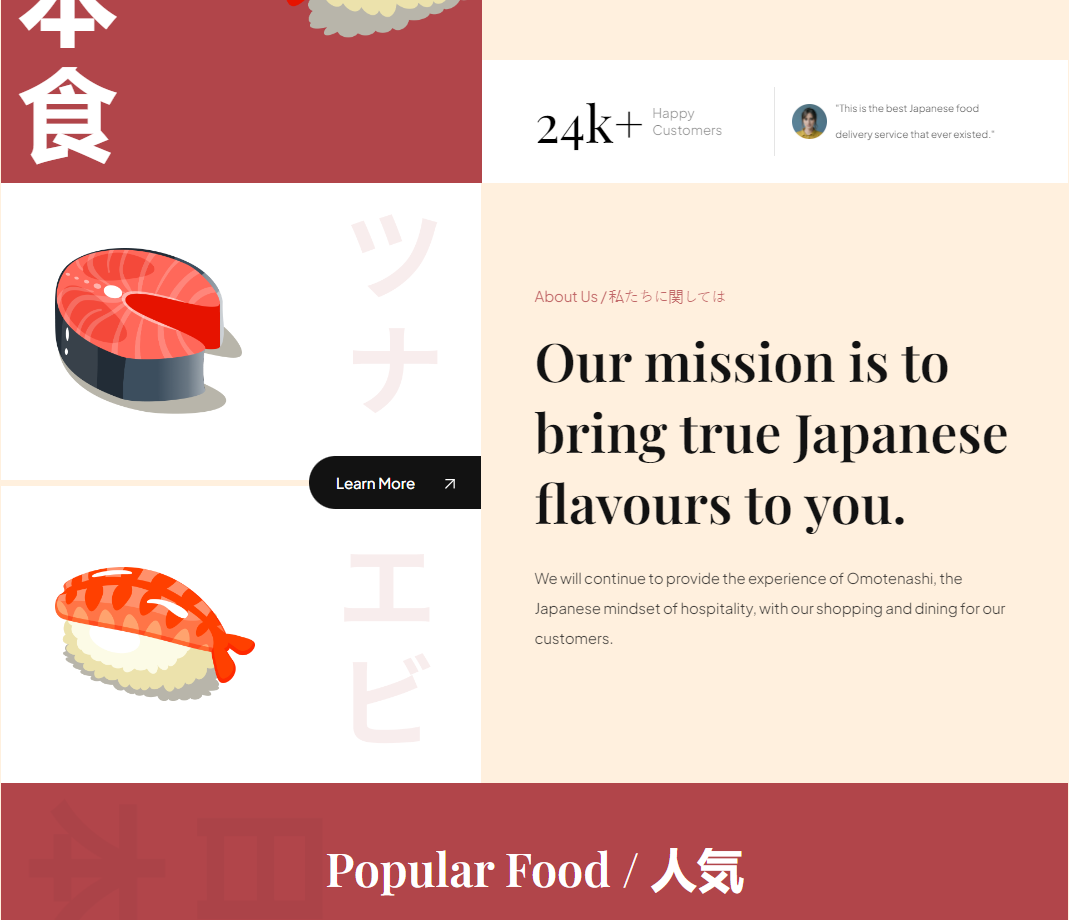 本
食
24k+
Happy
Customers
"This is the best Japanese food
delivery service that ever existed."
ツ
ナ
About Us / 私たちに関しては
Our mission is to
bring true Japanese
flavours to you.
Learn More
We will continue to provide the experience of Omotenashi, the
Japanese mindset of hospitality, with our shopping and dining for our
customers.
エ
ビ
日
本
Popular Food / 人気